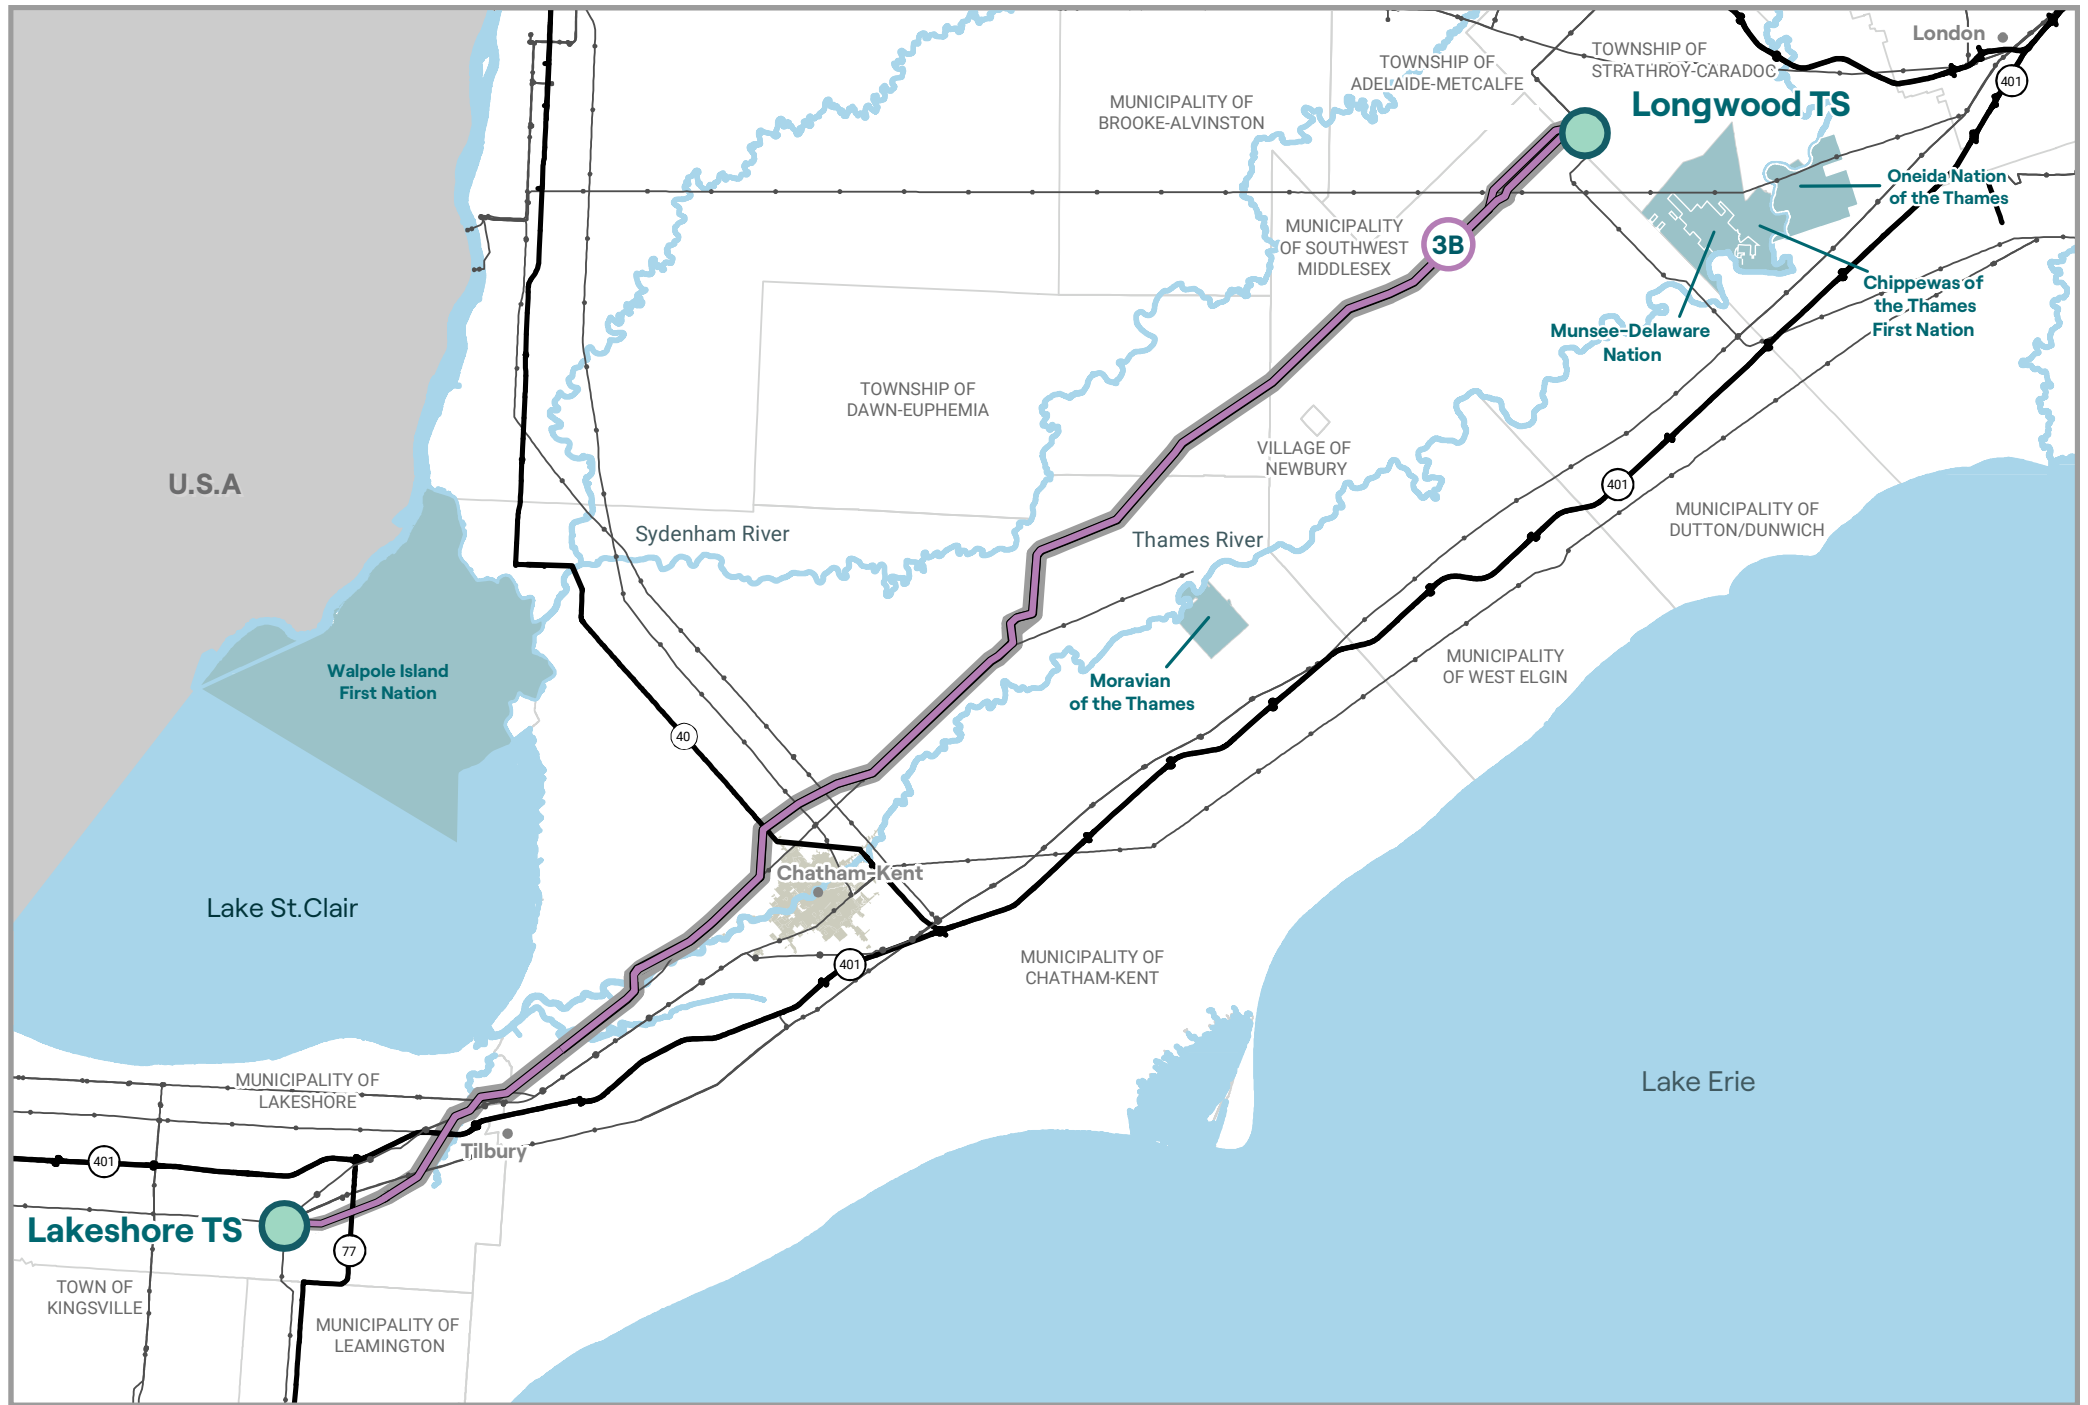 London
TOWNSHIP OF
STRATHROY-CARADOC
TOWNSHIP OF
ADELAIDE-METCALFE
401
Longwood TS
MUNICIPALITY OF
BROOKE-ALVINSTON
Oneida Nation
of the Thames
MUNICIPALITY
OF SOUTHWEST
MIDDLESEX
3B
Chippewas of
the Thames
First Nation
Munsee-Delaware
Nation
TOWNSHIP OF
DAWN-EUPHEMIA
VILLAGE OF
NEWBURY
U.S.A
401
MUNICIPALITY OF
DUTTON/DUNWICH
Sydenham River
Thames River
Walpole Island
First Nation
Moravian
of the Thames
MUNICIPALITY
OF WEST ELGIN
40
Chatham-Kent
Lake St.Clair
401
MUNICIPALITY OF
CHATHAM-KENT
MUNICIPALITY OF
LAKESHORE
Lake Erie
Tilbury
401
Lakeshore TS
77
TOWN OF
KINGSVILLE
MUNICIPALITY OF
LEAMINGTON